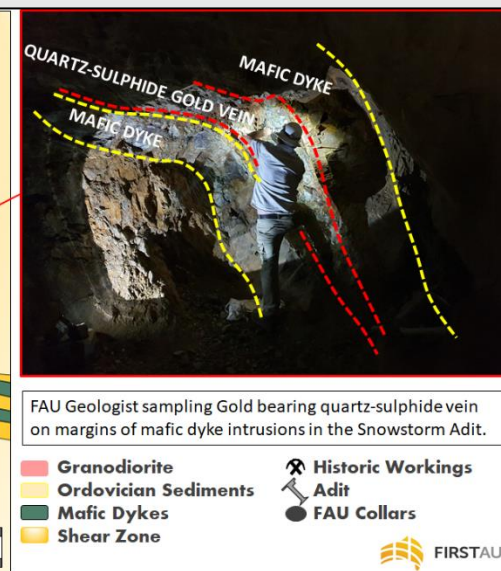 MAFIC DYKE
QUARTZ-SULPHIDE GOLD VEIN
MAFIC DYKE
FAU Geologist sampling Gold bearing quartz-sulphide vein
on margins of mafic dyke intrusions in the Snowstorm Adit.
Granodiorite
Ordovician Sediments
Mafic Dykes
Shear Zone
Historic Workings
Adit
FAU Collars
FIRSTAU